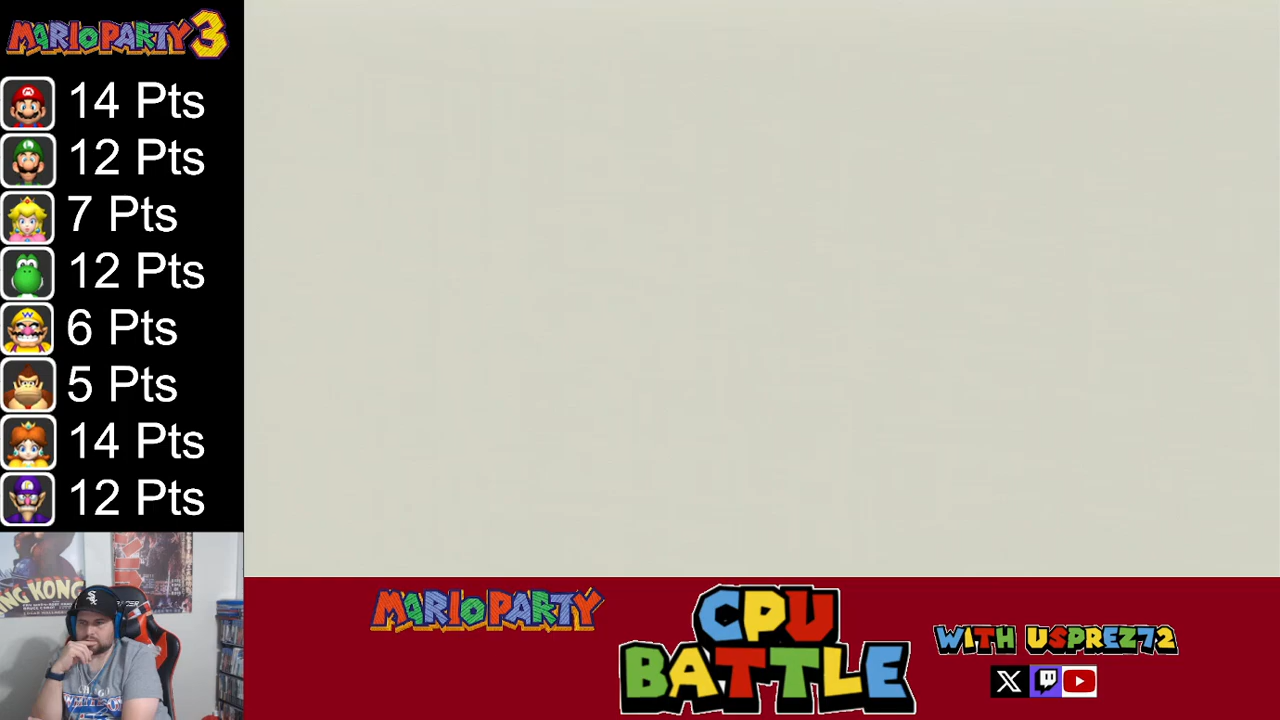 MARIO PARTY 3
14 Pts
12 Pts
7 Pts
12 Pts
6 Pts
5 Pts
14 Pts
12 Pts
MARIO PARTY
CPU
BATTLE
WITH USPREZ72